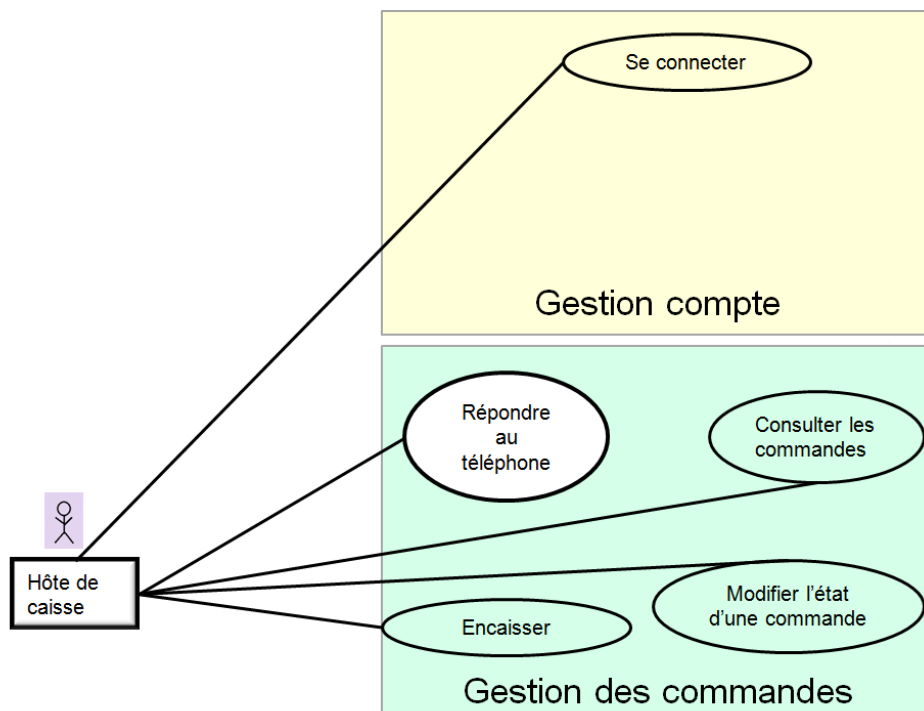 Se connecter
Gestion compte
Répondre
au
téléphone
Consulter les
commandes
Hôte de
caisse
Modifier l’état
d’une commande
Encaisser
Gestion des commandes